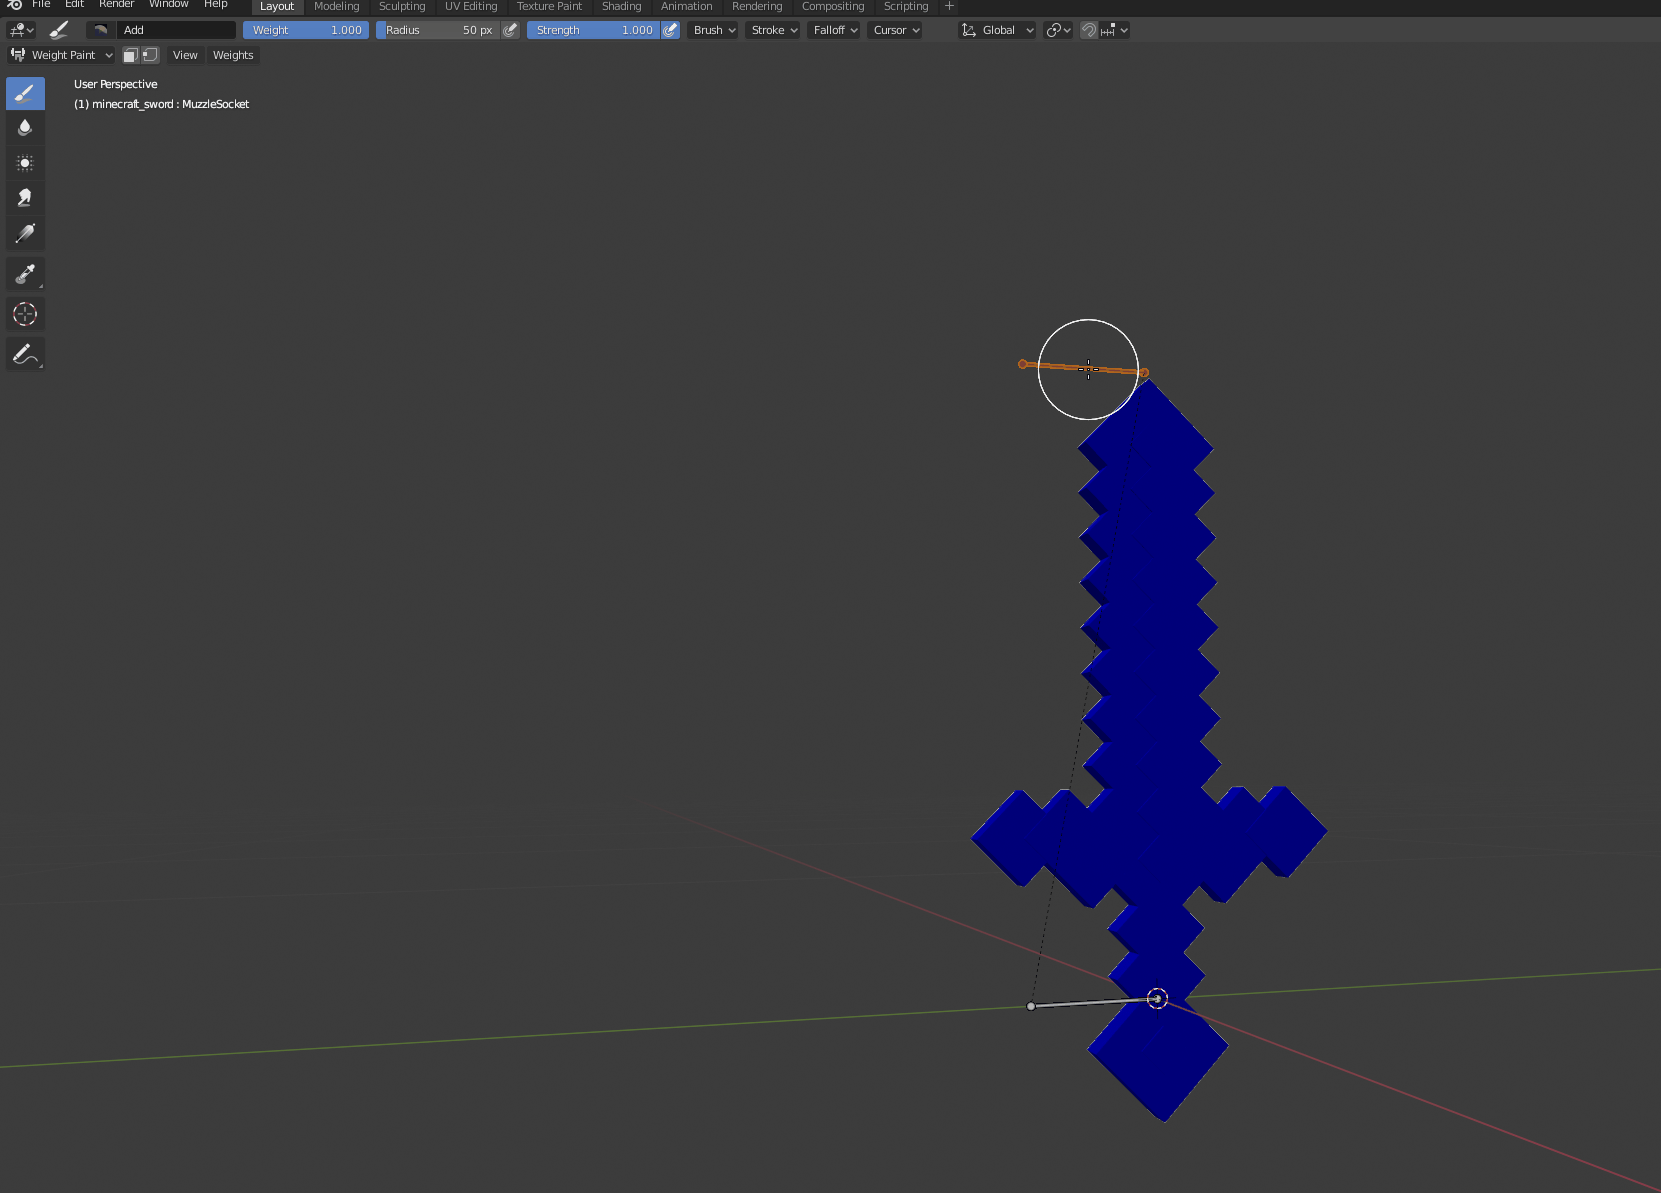 File Edit Render Window Help Layout Modeling Sculpting UV Editing Texture Paint Shading Animation Rendering Compositing Scripting +
Add Weight 1.000 Radius 50 px Strength 1.000 Brush Stroke Falloff Cursor Global
Weight Paint View Weights
User Perspective
(1) minecraft_sword : MuzzleSocket